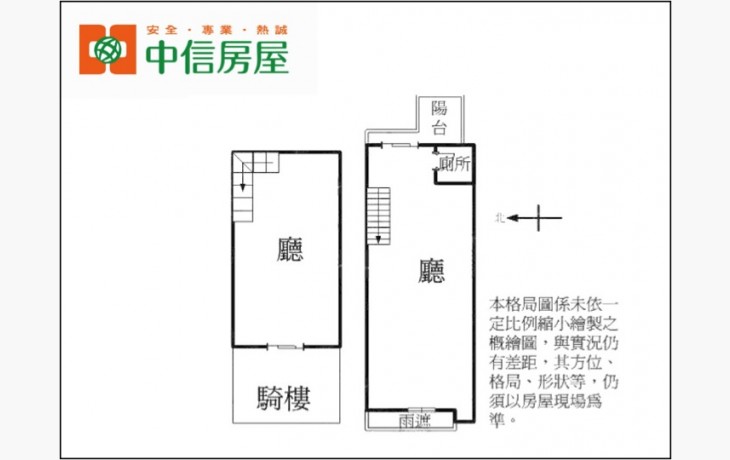 安全・專業・熱誠
中信房屋
陽
台
廁所
北
廳
廳
騎樓
雨遮
本格局圖係未依一
定比例縮小繪製之
概繪圖，與實況仍
有差距，其方位、
格局、形狀等，仍
須以房屋現場為
準。